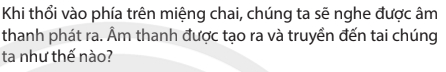 Khi thổi vào phía trên miệng chai, chúng ta sẽ nghe được âm
thanh phát ra. Âm thanh được tạo ra và truyền đến tai chúng
ta như thế nào?